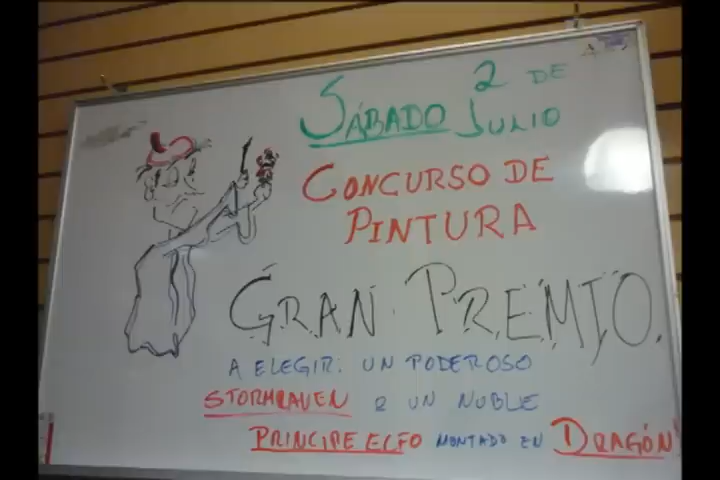 SÁBADO 2 DE JULIO
CONCURSO DE
PINTURA
GRAN PREMIO.
A ELEGIR: UN PODEROSO
STORMRAVEN O UN NOBLE
PRINCIPE ELFO MONTADO EN DRAGÓN!